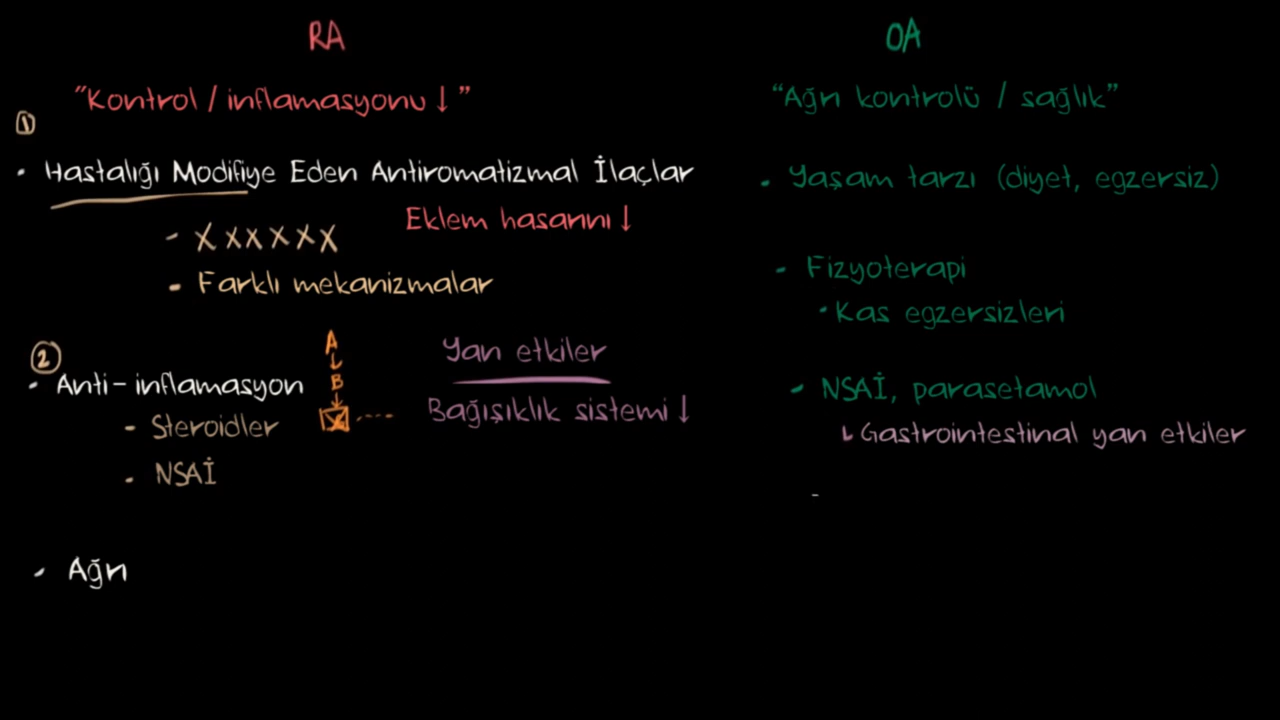 RA
"Kontrol / inflamasyonu ↓"
①
• Hastalığı Modifiye Eden Antiromatizmal İlaçlar
Eklem hasarını ↓
- X X X X X X
- Farklı mekanizmalar
②
• Anti-inflamasyon
- Steroidler
- NSAİ
A
↓
B
↓
Yan etkiler
Bağışıklık sistemi ↓
• Ağrı
OA
"Ağrı kontrolü / sağlık"
• Yaşam tarzı (diyet, egzersiz)
- Fizyoterapi
• Kas egzersizleri
- NSAİ, parasetamol
↳ Gastrointestinal yan etkiler
-